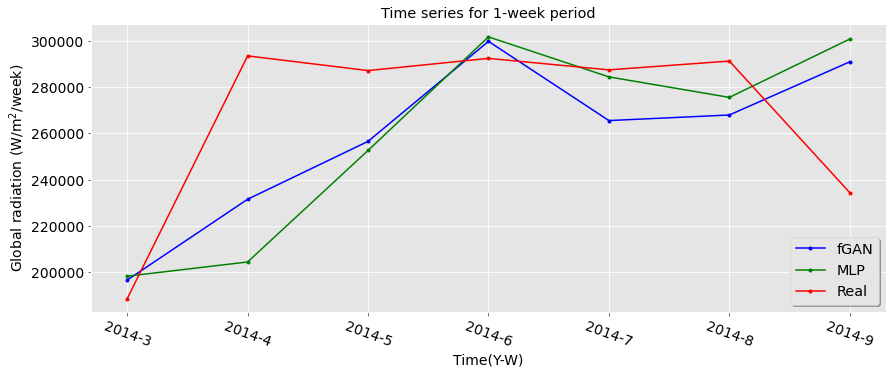 Time series for 1-week period
Global radiation (W/m²/week)
300000
280000
260000
240000
220000
200000
2014-3
2014-4
2014-5
2014-6
2014-7
2014-8
2014-9
Time(Y-W)
fGAN
MLP
Real